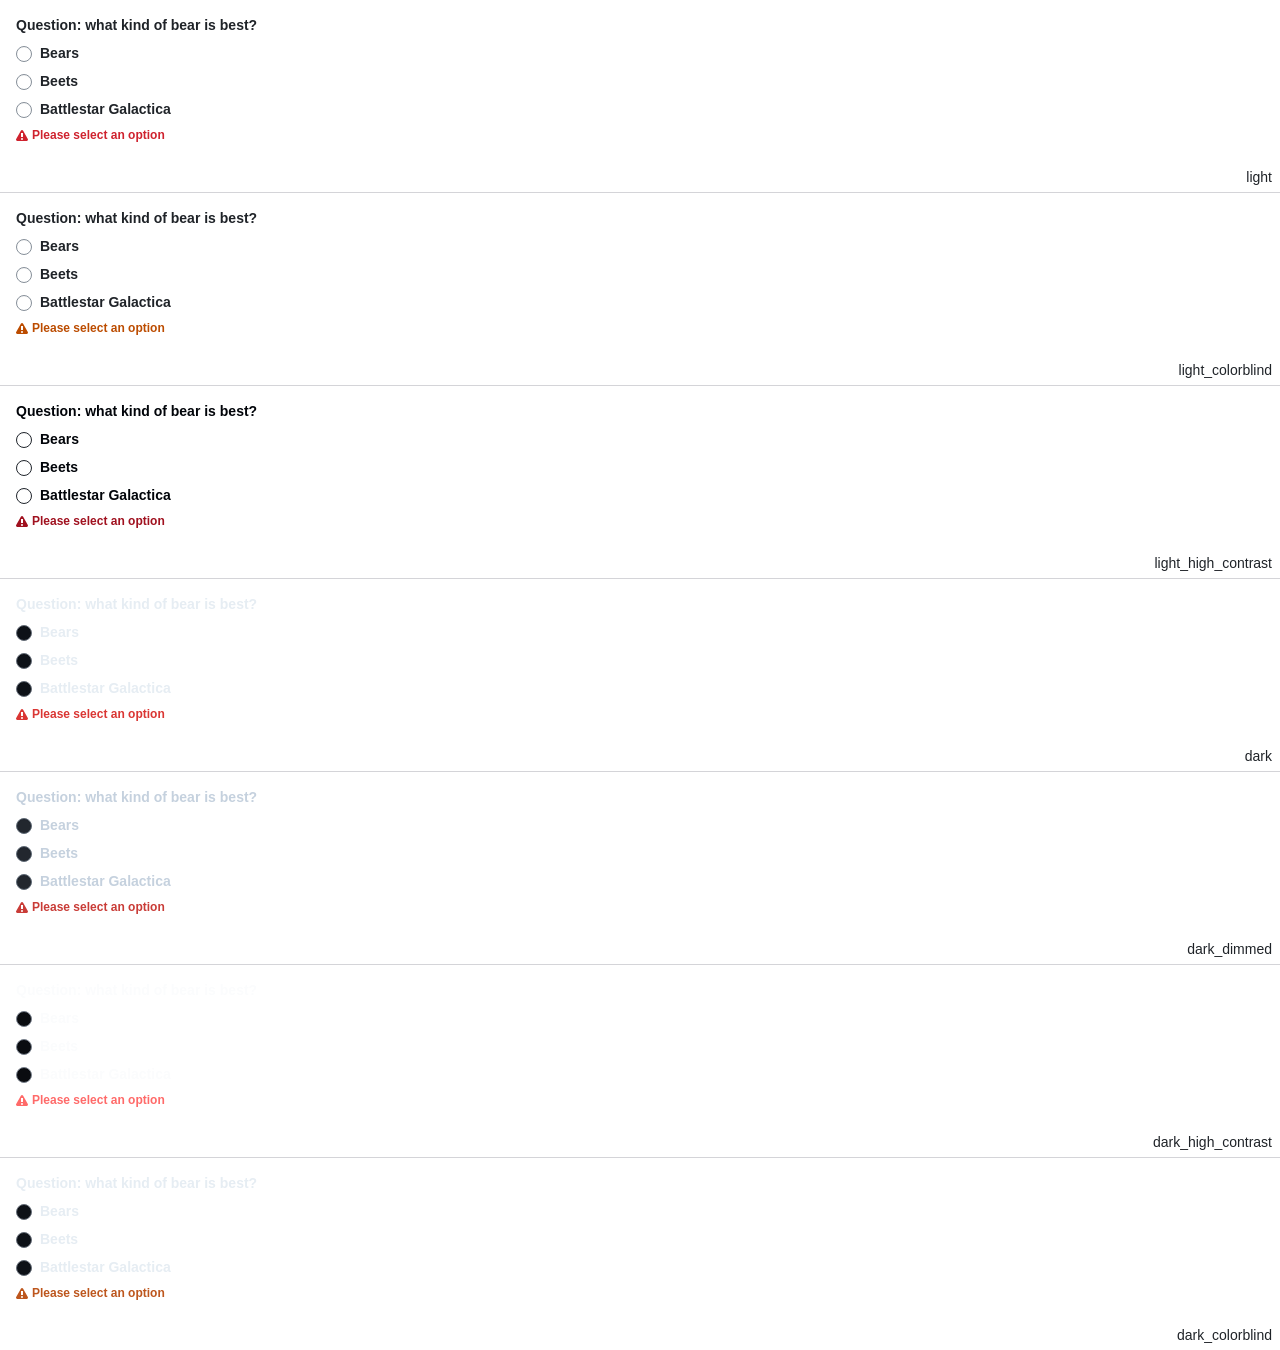 Question: what kind of bear is best?
Bears
Beets
Battlestar Galactica
Please select an option
light
Question: what kind of bear is best?
Bears
Beets
Battlestar Galactica
Please select an option
light_colorblind
Question: what kind of bear is best?
Bears
Beets
Battlestar Galactica
Please select an option
light_high_contrast
Question: what kind of bear is best?
Bears
Beets
Battlestar Galactica
Please select an option
dark
Question: what kind of bear is best?
Bears
Beets
Battlestar Galactica
Please select an option
dark_dimmed
Please select an option
dark_high_contrast
Question: what kind of bear is best?
Bears
Beets
Battlestar Galactica
Please select an option
dark_colorblind